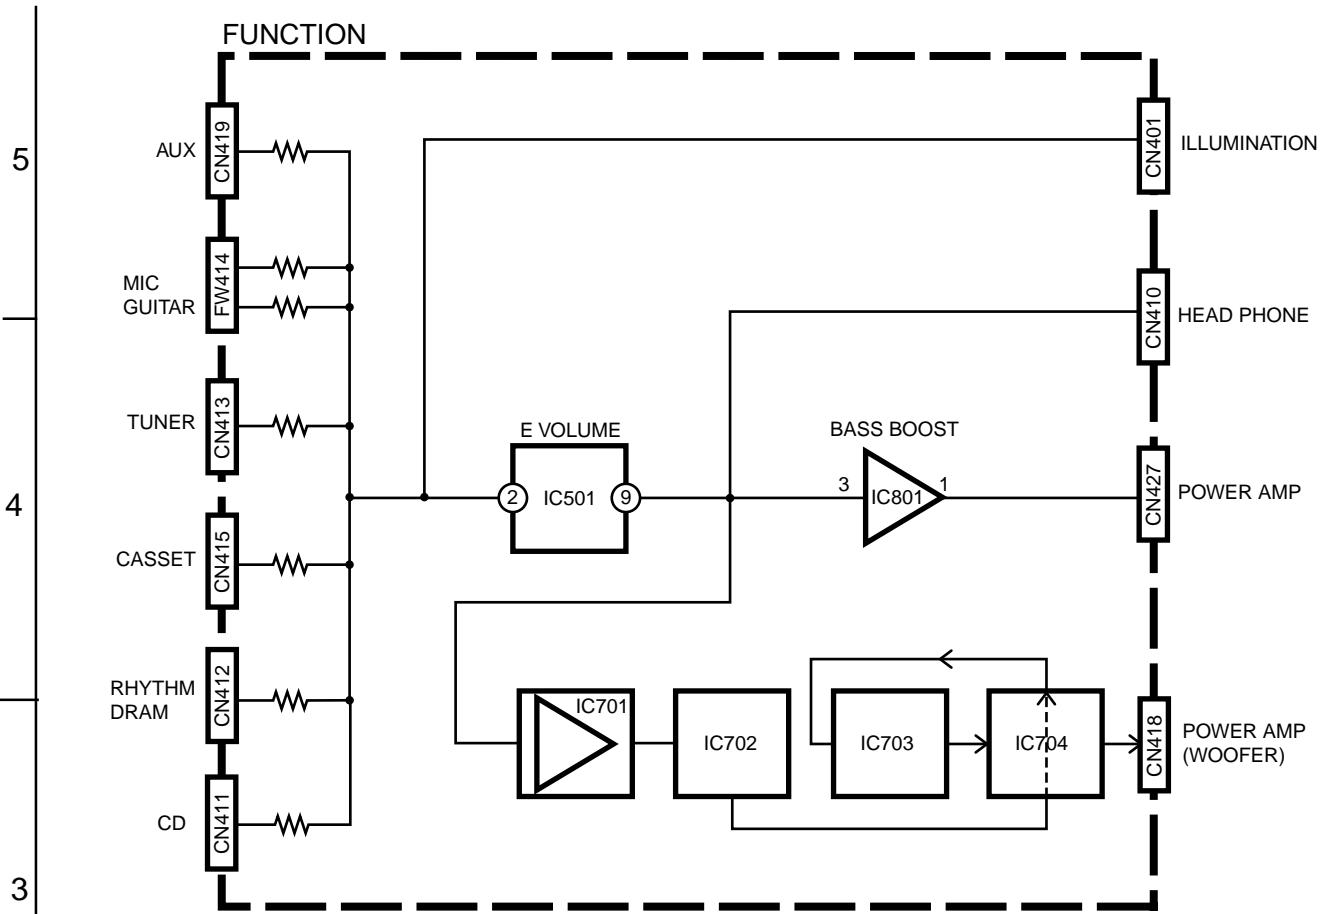 FUNCTION
5
AUX
CN419
CN401
ILLUMINATION
MIC
GUITAR
FW414
CN410
HEAD PHONE
TUNER
CN413
E VOLUME
BASS BOOST
4
2
IC501
9
3
IC801
1
CN427
POWER AMP
CASSET
CN415
RHYTHM
DRAM
CN412
IC701
IC702
IC703
IC704
CN418
POWER AMP
(WOOFER)
CD
CN411
3